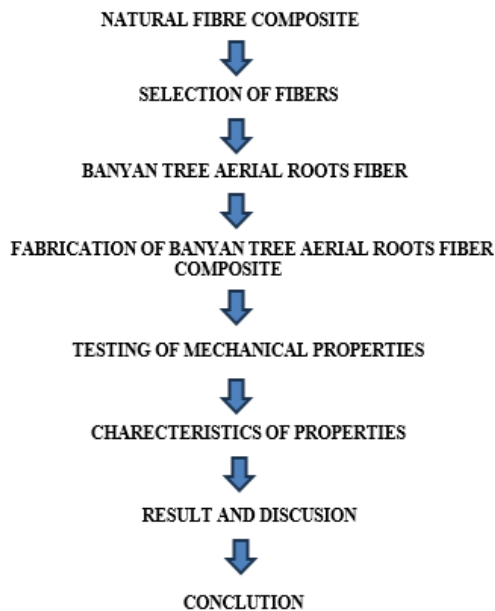 NATURAL FIBRE COMPOSITE
SELECTION OF FIBERS
BANYAN TREE AERIAL ROOTS FIBER
FABRICATION OF BANYAN TREE AERIAL ROOTS FIBER
COMPOSITE
TESTING OF MECHANICAL PROPERTIES
CHARECTERISTICS OF PROPERTIES
RESULT AND DISCUSION
CONCLUTION